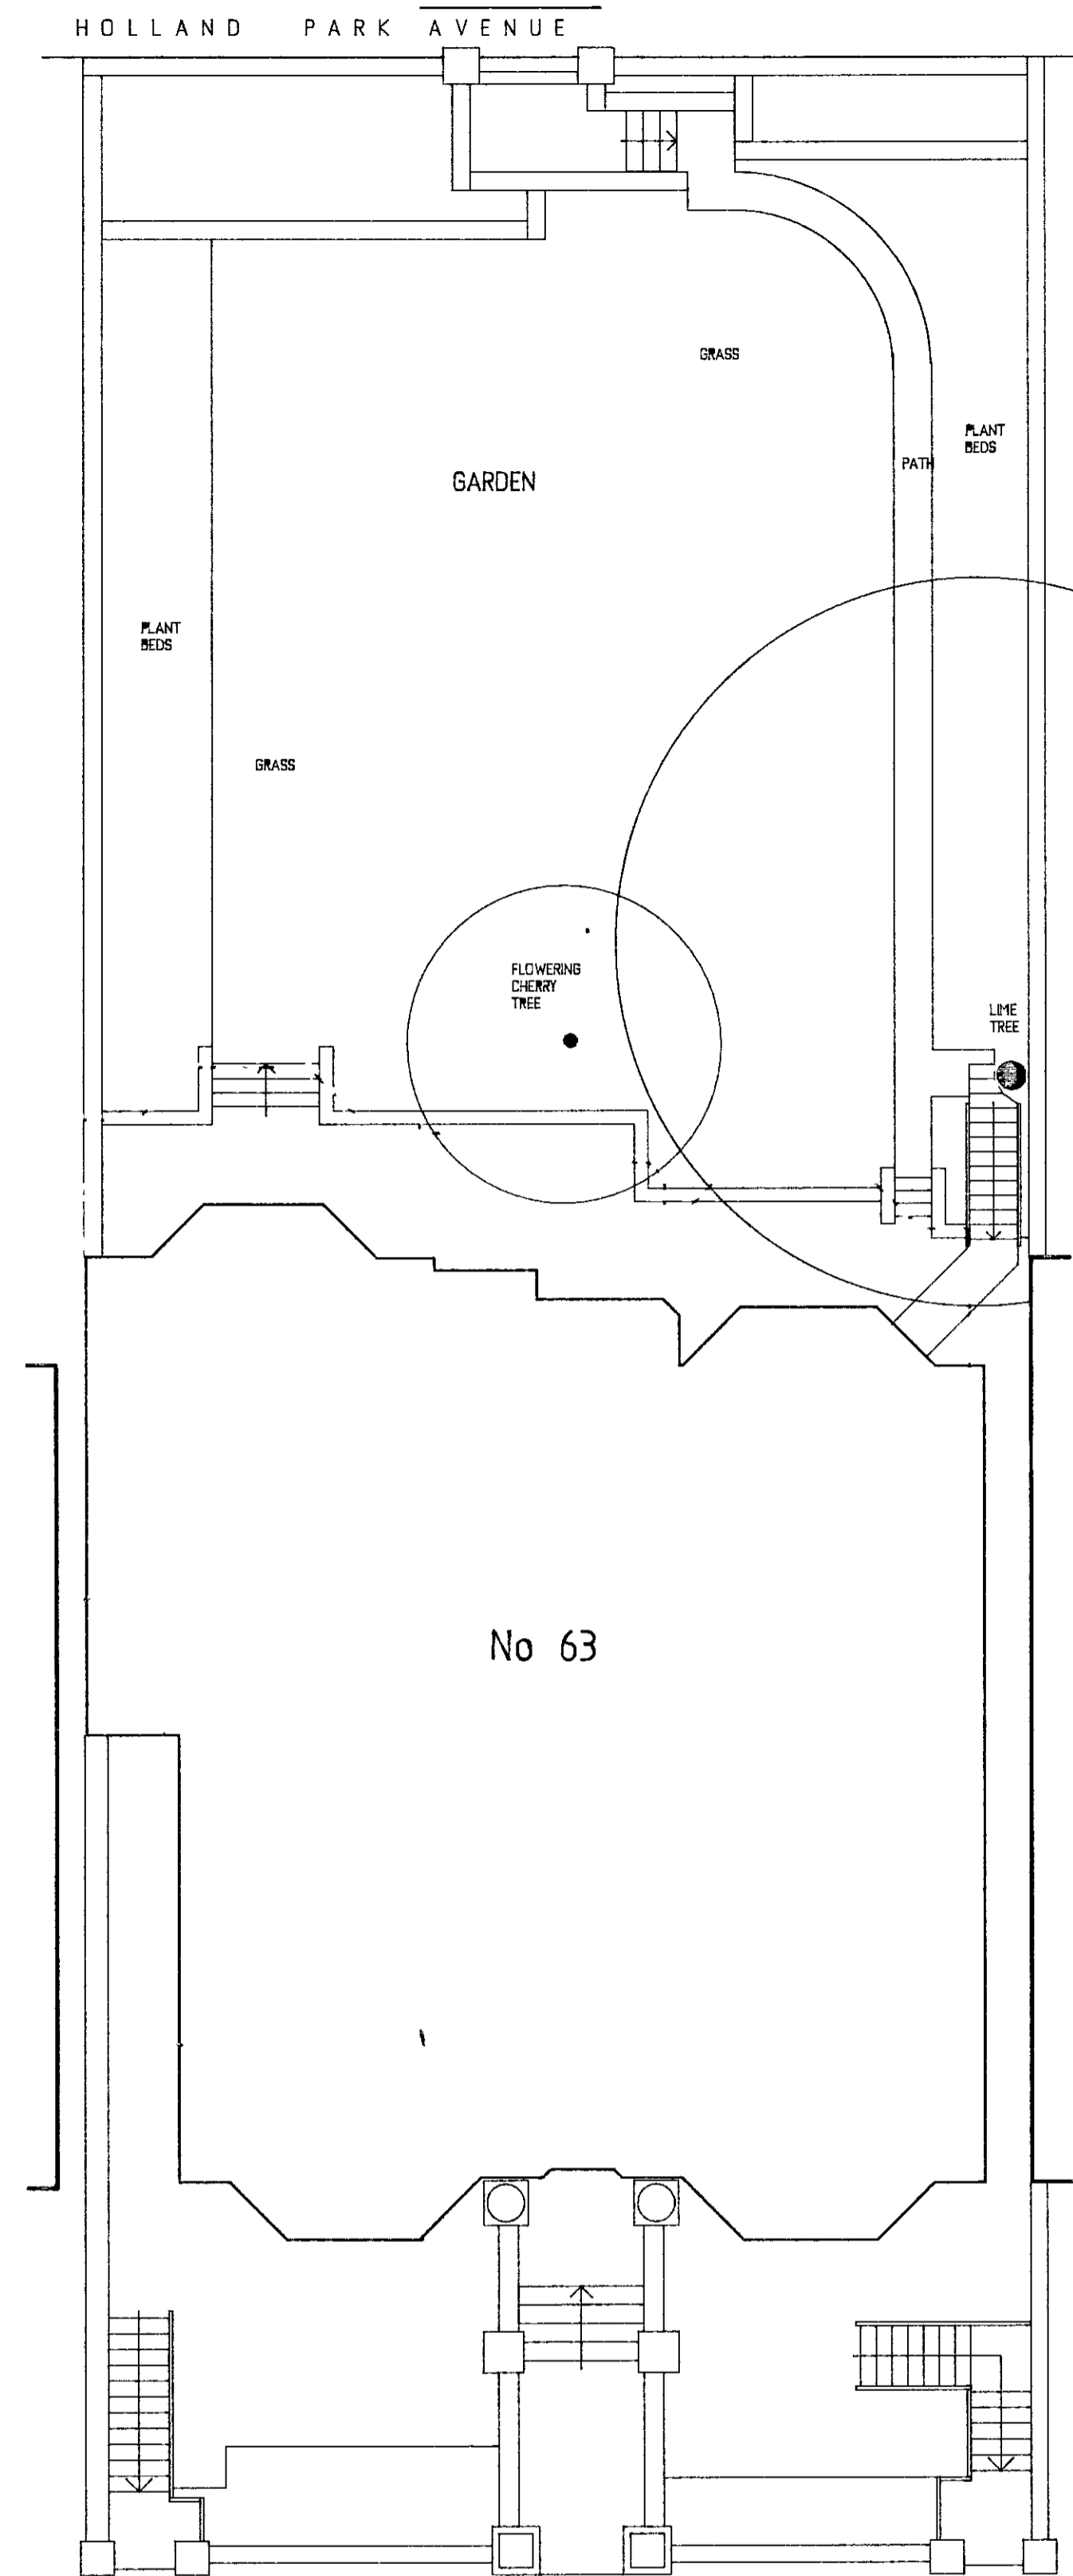 HOLLAND PARK AVENUE
GRASS
PLANT
BEDS
PATH
GARDEN
PLANT
BEDS
GRASS
FLOWERING
CHERRY
TREE
LIME
TREE
No 63